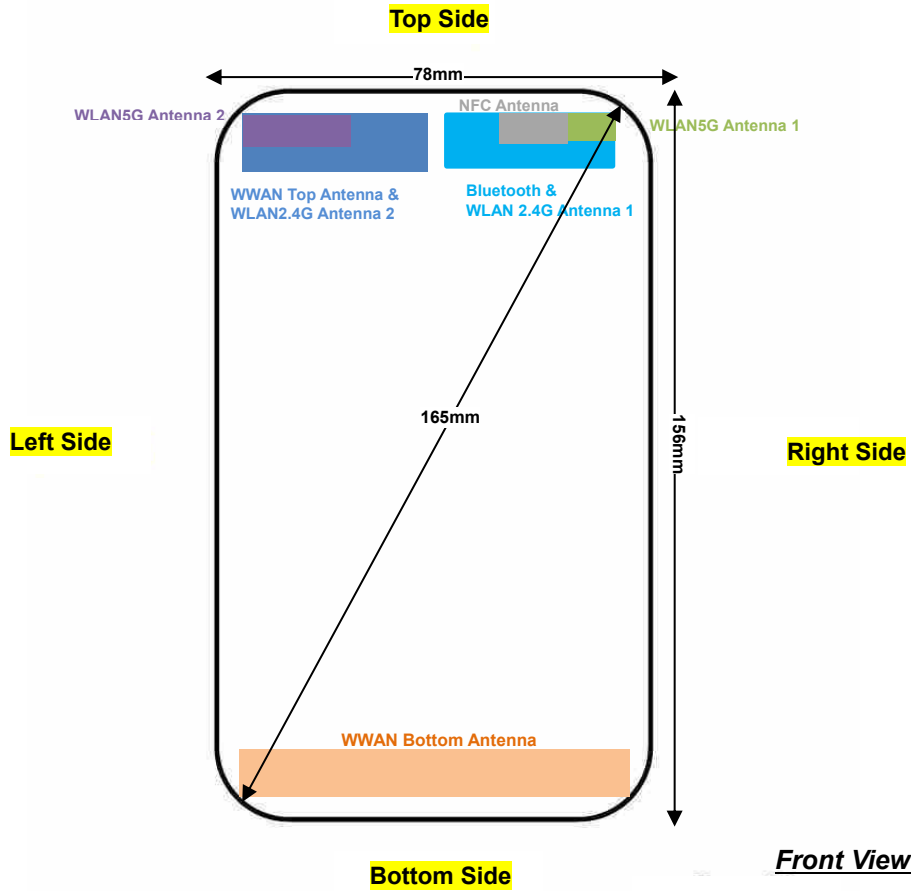 Top Side
78mm
NFC Antenna
WLAN5G Antenna 2
WLAN5G Antenna 1
WWAN Top Antenna &
WLAN2.4G Antenna 2
Bluetooth &
WLAN 2.4G Antenna 1
165mm
156mm
Left Side
Right Side
WWAN Bottom Antenna
Front View
Bottom Side